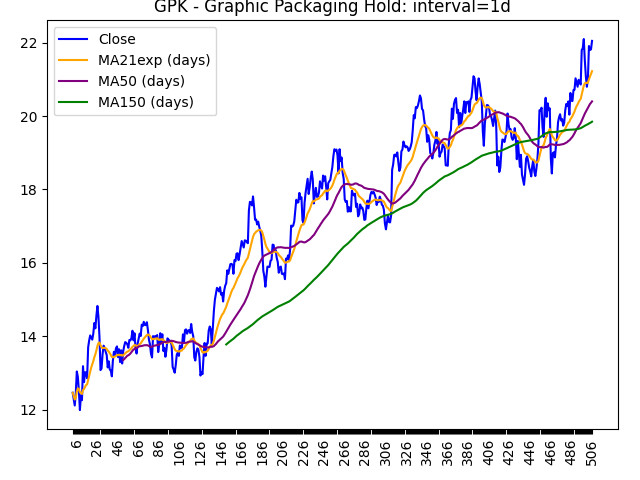 GPK - Graphic Packaging Hold: interval=1d
Close
MA21exp (days)
MA50 (days)
MA150 (days)
22
20
18
16
14
12
6 26 46 66 86 106 126 146 166 186 206 226 246 266 286 306 326 346 366 386 406 426 446 466 486 506